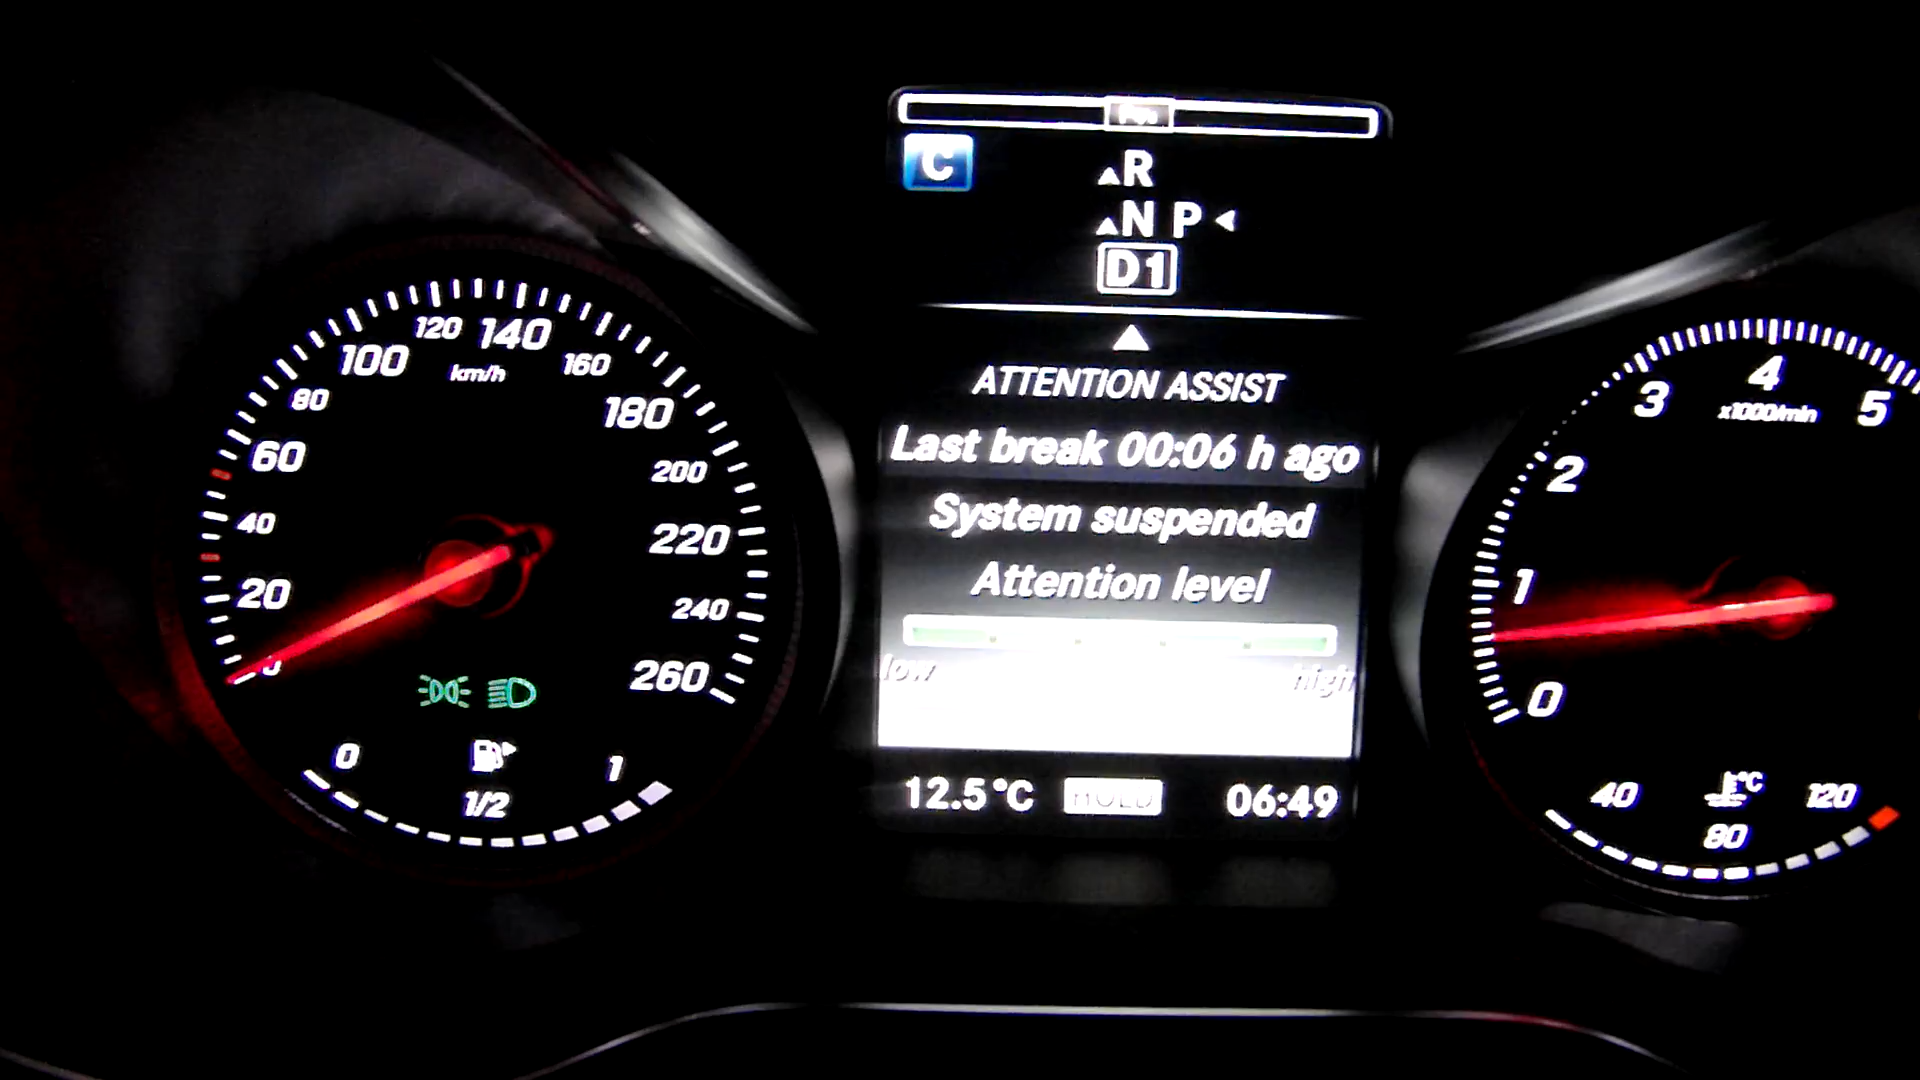 C
R
N P
D1
ATTENTION ASSIST
Last break 00:06 h ago
System suspended
Attention level
low high
12.5°C HOLD 06:49
0 20 40 60 80 100 120 140 160 180 200 220 240 260
km/h
0 1/2 1
0 1 2 3 4 5
x1000/min
40 80 120
°C